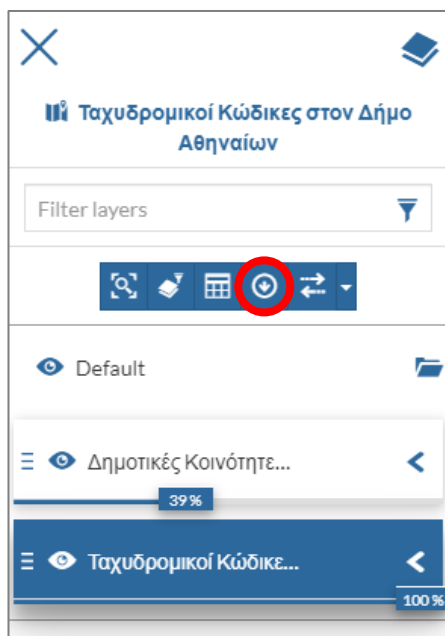 Ταχυδρομικοί Κώδικες στον Δήμο
Αθηναίων
Filter layers
Default
Δημοτικές Κοινότητε...
39 %
Ταχυδρομικοί Κώδικε...
100 %